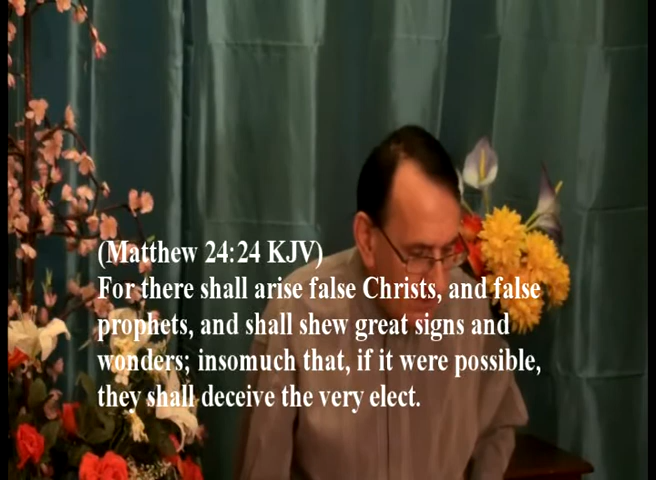 (Matthew 24:24 KJV)
For there shall arise false Christs, and false
prophets, and shall shew great signs and
wonders; insomuch that, if it were possible,
they shall deceive the very elect.